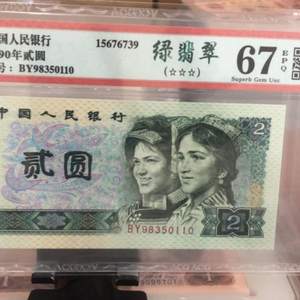 国人民银行
15676739
90年贰圆
号：BY98350110
绿翡翠
(☆☆☆)
67
EPQ
Superb Gem Unc
中国人民银行
2
贰圆
BY98350110
2